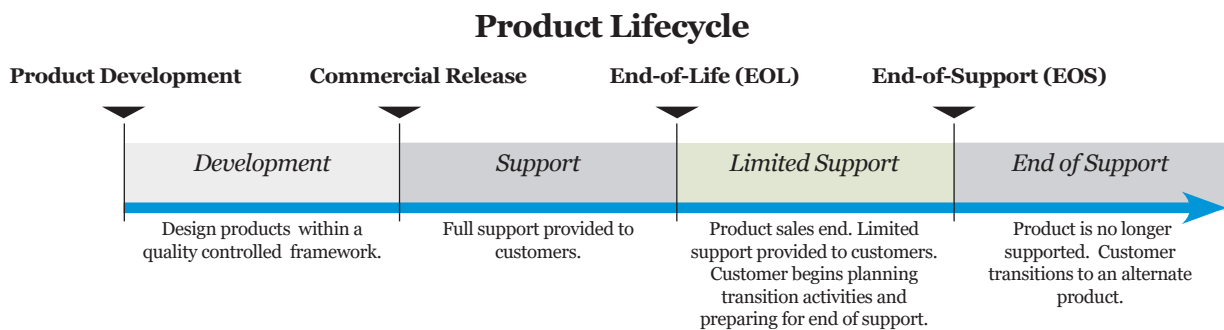 Product Lifecycle
Product Development
Commercial Release
End-of-Life (EOL)
End-of-Support (EOS)
Development
Support
Limited Support
End of Support
Design products within a
quality controlled framework.
Full support provided to
customers.
Product sales end. Limited
support provided to customers.
Customer begins planning
transition activities and
preparing for end of support.
Product is no longer
supported. Customer
transitions to an alternate
product.